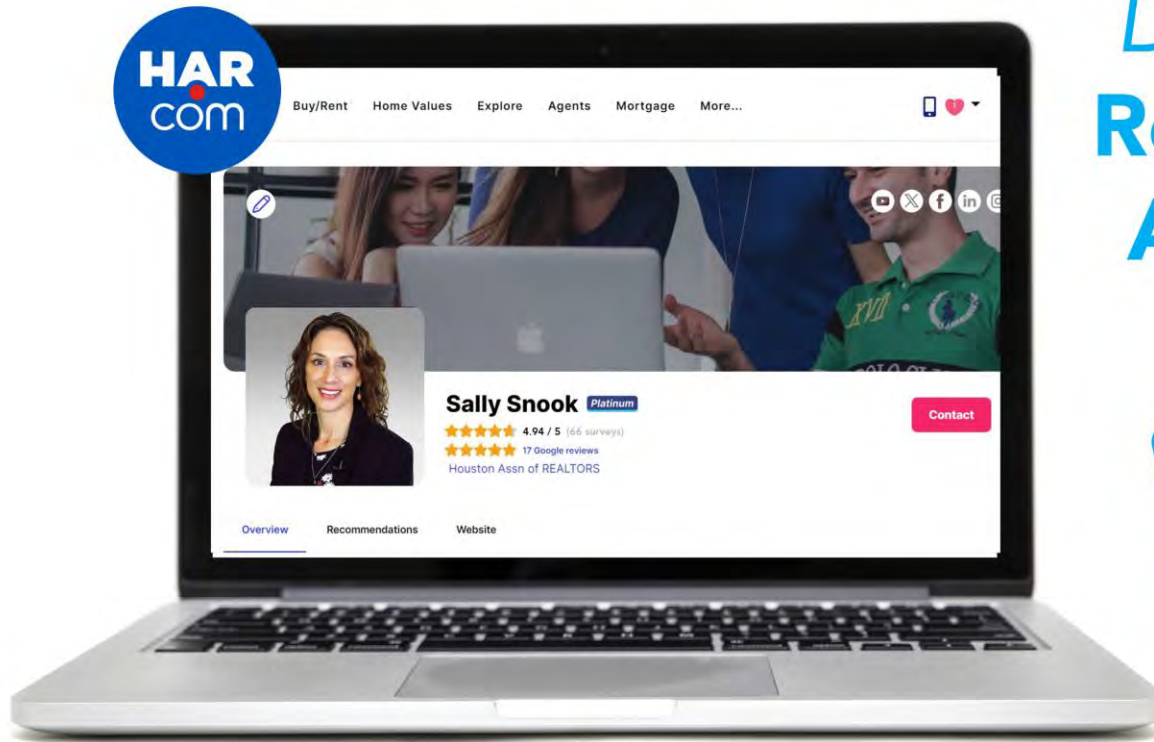 HAR
com
Buy/Rent Home Values Explore Agents Mortgage More...
Sally Snook Platinum
4.94 / 5 (66 surveys)
17 Google reviews
Houston Assn of REALTORS
Contact
Overview Recommendations Website
XVII